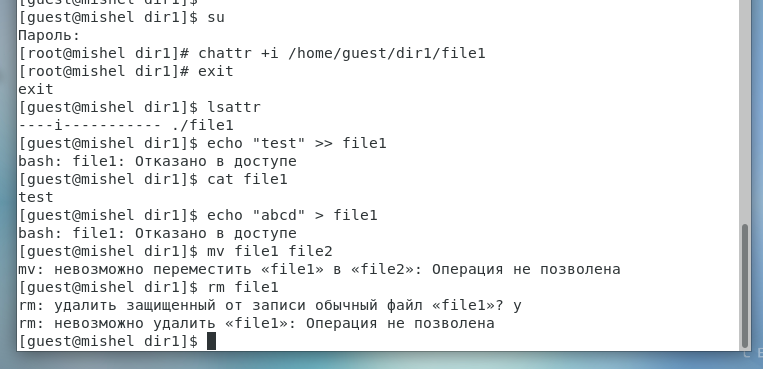 [guest@mishel dir1]$
[guest@mishel dir1]$ su
Пароль:
[root@mishel dir1]# chattr +i /home/guest/dir1/file1
[root@mishel dir1]# exit
exit
[guest@mishel dir1]$ lsattr
----i----------- ./file1
[guest@mishel dir1]$ echo "test" >> file1
bash: file1: Отказано в доступе
[guest@mishel dir1]$ cat file1
test
[guest@mishel dir1]$ echo "abcd" > file1
bash: file1: Отказано в доступе
[guest@mishel dir1]$ mv file1 file2
mv: невозможно переместить «file1» в «file2»: Операция не позволена
[guest@mishel dir1]$ rm file1
rm: удалить защищенный от записи обычный файл «file1»? y
rm: невозможно удалить «file1»: Операция не позволена
[guest@mishel dir1]$